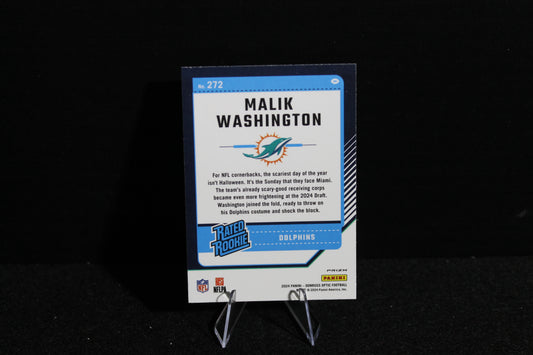 No. 272
MALIK
WASHINGTON
For NFL cornerbacks, the scariest day of the year
isn't Halloween. It's the Sunday that they face Miami.
The team's already scary-good receiving corps
became even more frightening at the 2024 Draft.
Washington joined the fold, ready to throw on
his Dolphins costume and shock the block.
RATED
ROOKIE
DOLPHINS
PRIZM
NFL
NFLPA
PANINI
2024 PANINI - DONRUSS OPTIC FOOTBALL
© 2024 Panini America, Inc.